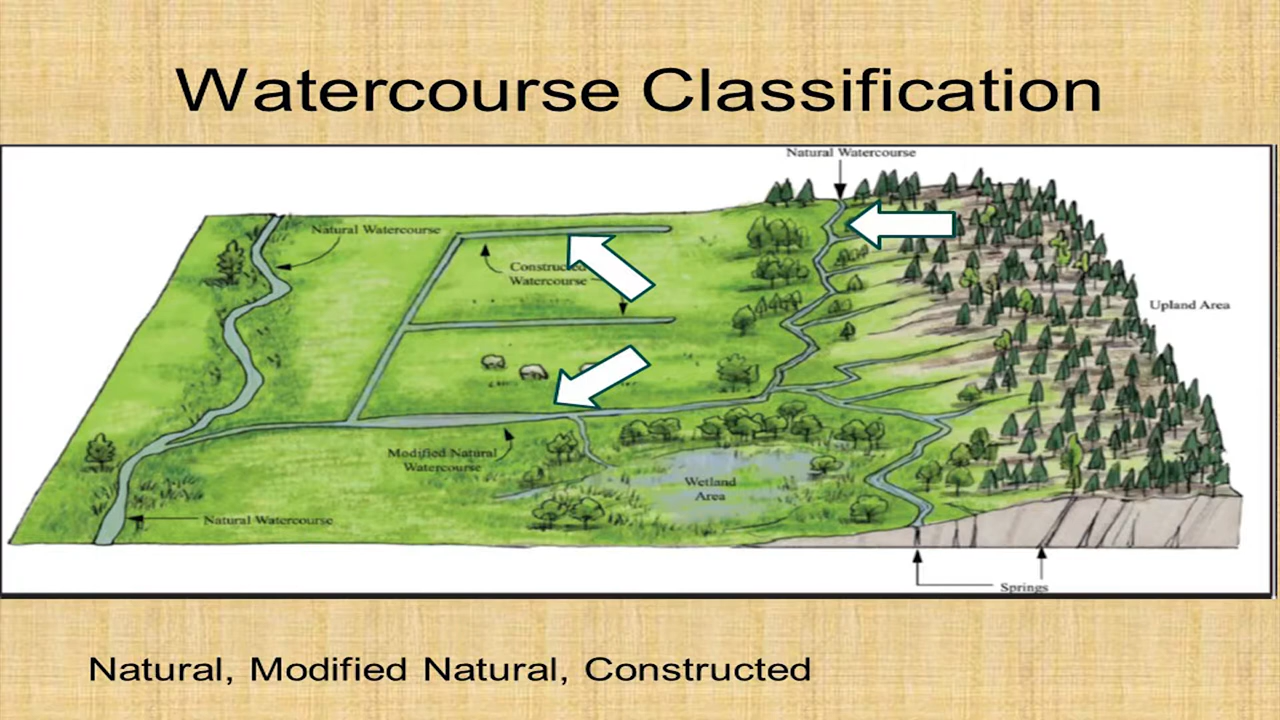 Watercourse Classification
Natural Watercourse
Natural Watercourse
Constructed
Watercourse
Upland Area
Modified Natural
Watercourse
Wetland
Area
Natural Watercourse
Springs
Natural, Modified Natural, Constructed